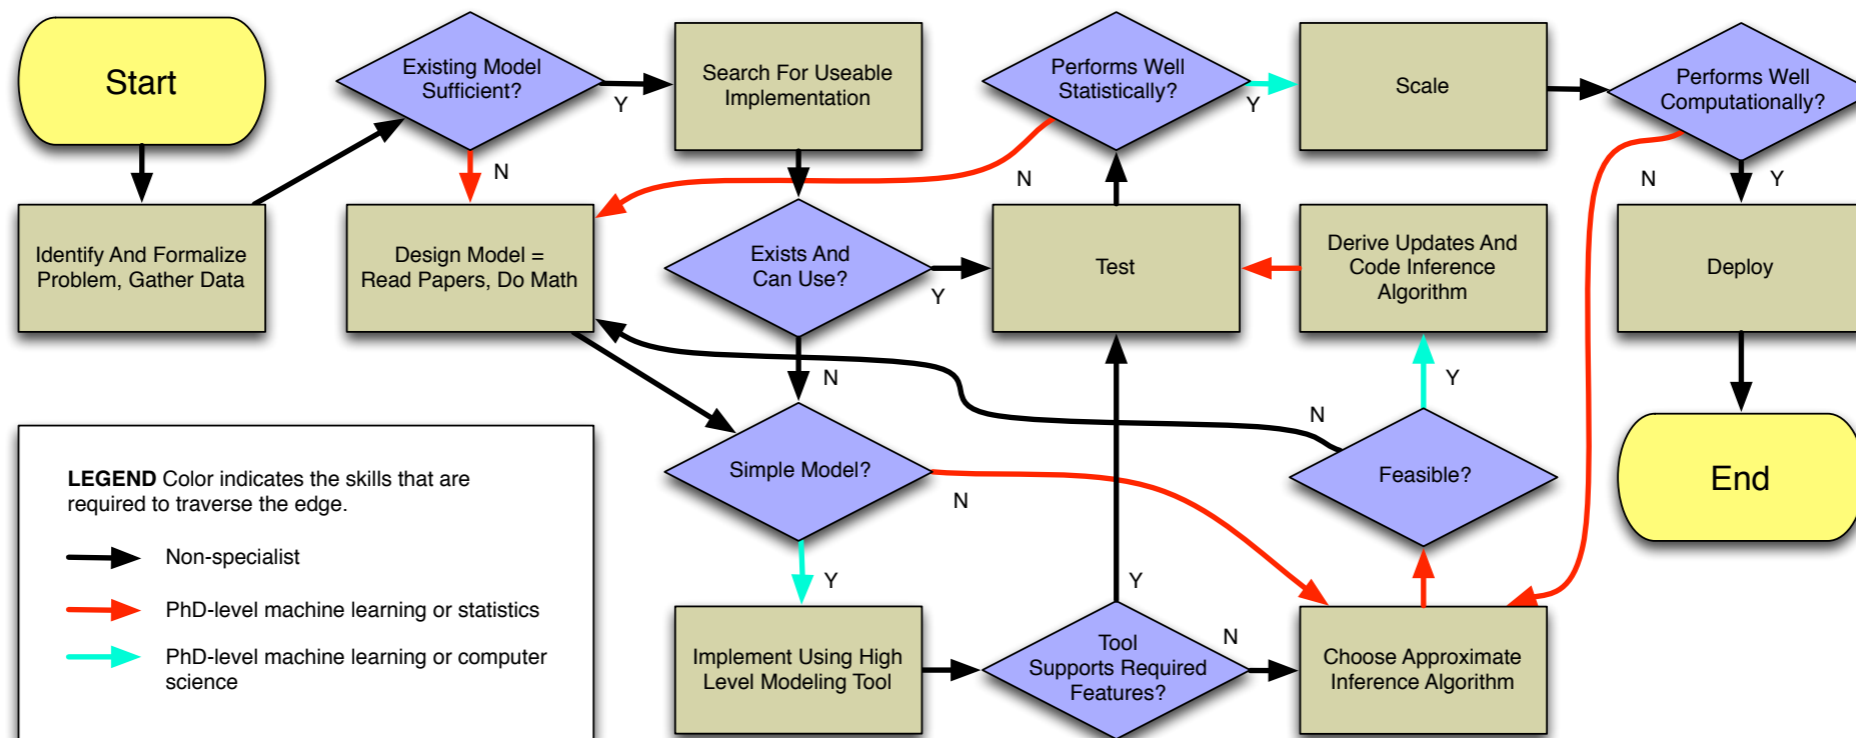 Start
Existing Model
Sufficient?
Y
Search For Useable
Implementation
Performs Well
Statistically?
Y
Scale
Performs Well
Computationally?
N
N
N
Y
Identify And Formalize
Problem, Gather Data
Design Model =
Read Papers, Do Math
Exists And
Can Use?
Y
Test
Derive Updates And
Code Inference
Algorithm
Deploy
N
Y
N
Simple Model?
N
Feasible?
End
LEGEND Color indicates the skills that are
required to traverse the edge.
Non-specialist
PhD-level machine learning or statistics
PhD-level machine learning or computer
science
Y
Y
Implement Using High
Level Modeling Tool
Tool
Supports Required
Features?
N
Choose Approximate
Inference Algorithm